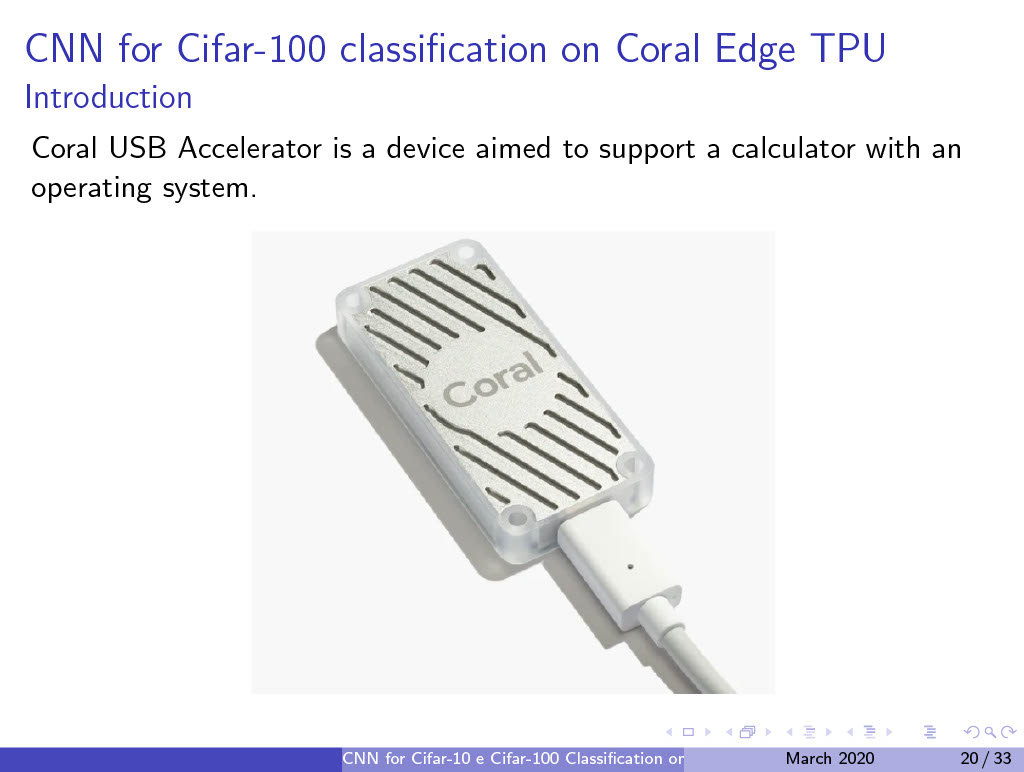 CNN for Cifar-100 classification on Coral Edge TPU
Introduction
Coral USB Accelerator is a device aimed to support a calculator with an
operating system.
Coral
CNN for Cifar-10 e Cifar-100 Classification or
March 2020
20 / 33